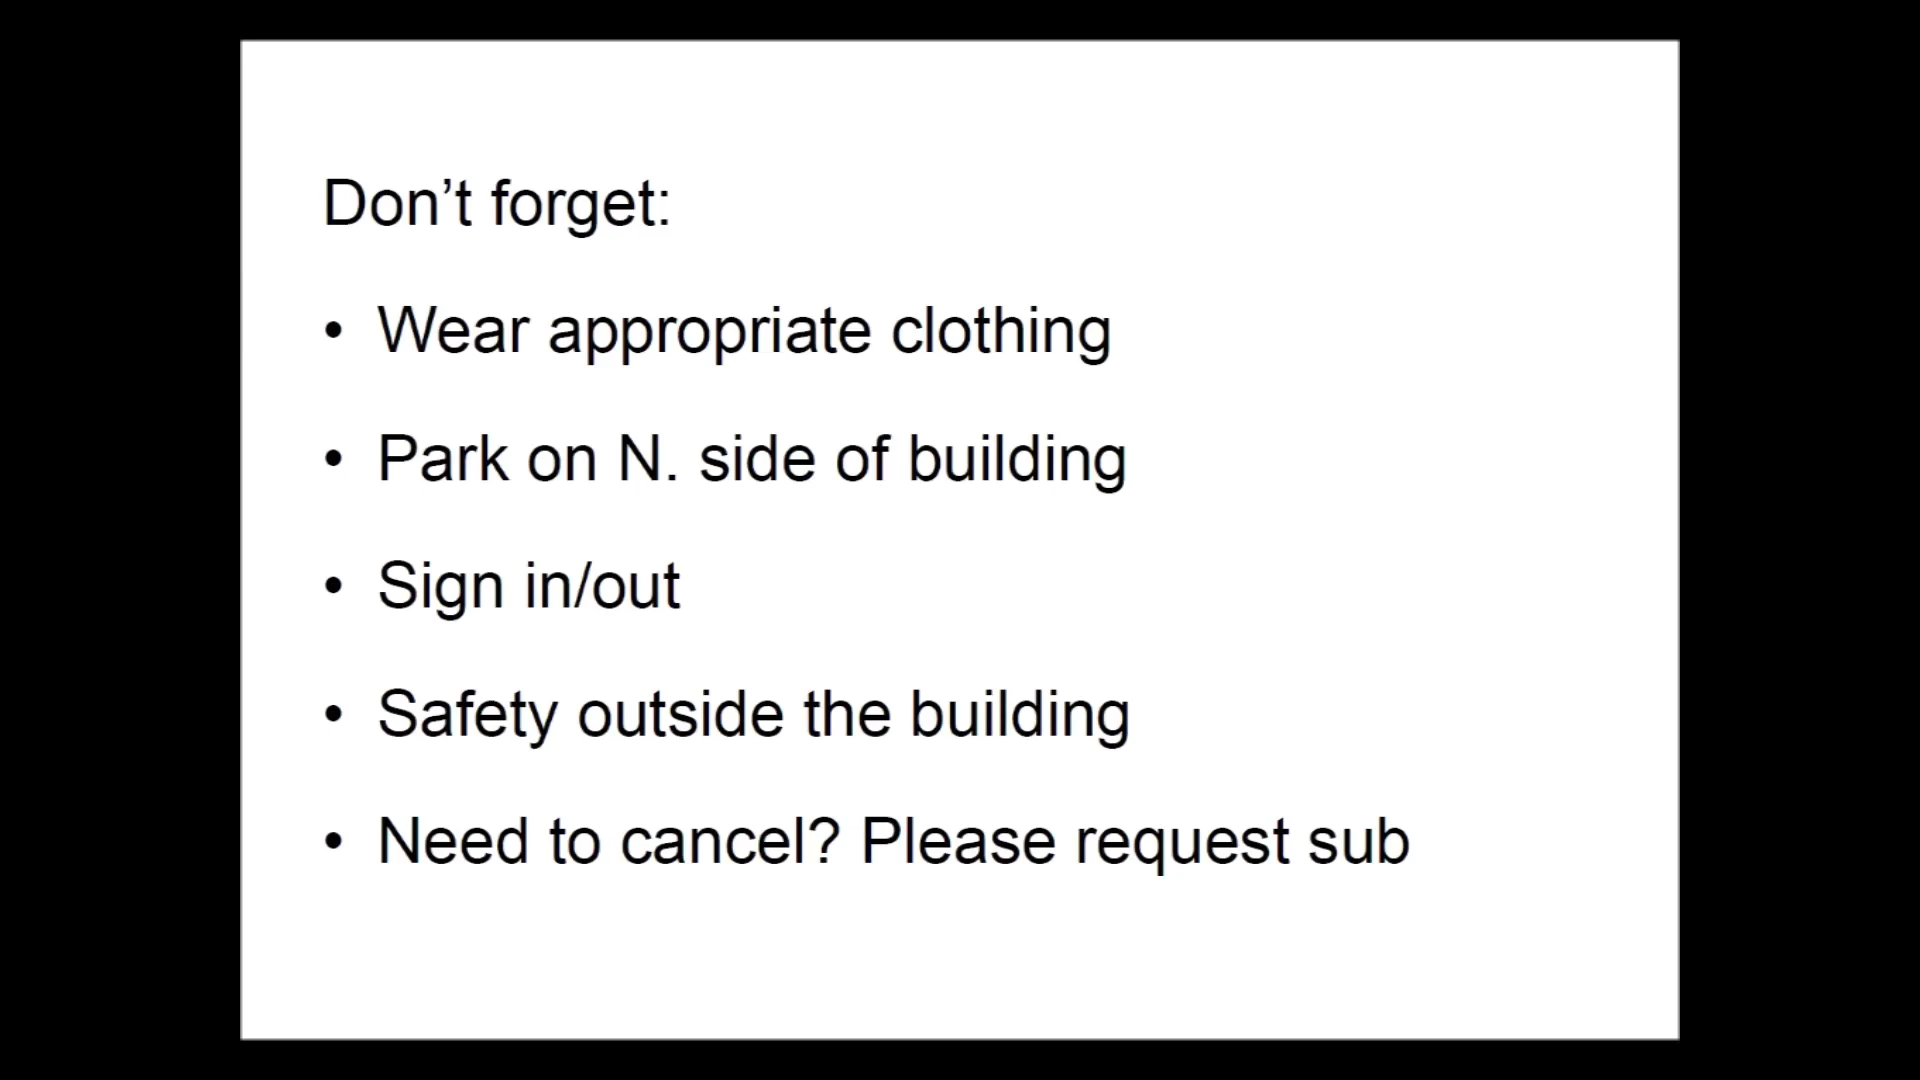 Don’t forget:
• Wear appropriate clothing
• Park on N. side of building
• Sign in/out
• Safety outside the building
• Need to cancel? Please request sub